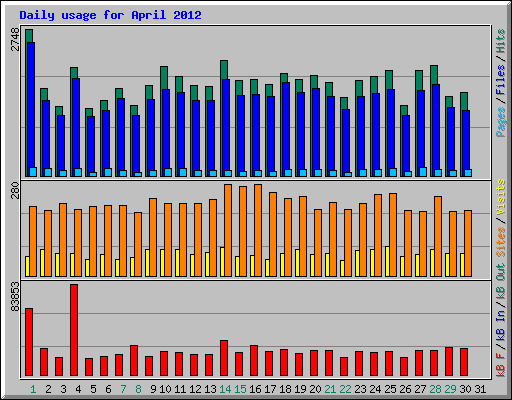 Daily usage for April 2012
2748
Pages / Files / Hits
280
Sites / Visits
83853
kB F / kB In / kB Out
1 2 3 4 5 6 7 8 9 10 11 12 13 14 15 16 17 18 19 20 21 22 23 24 25 26 27 28 29 30 31